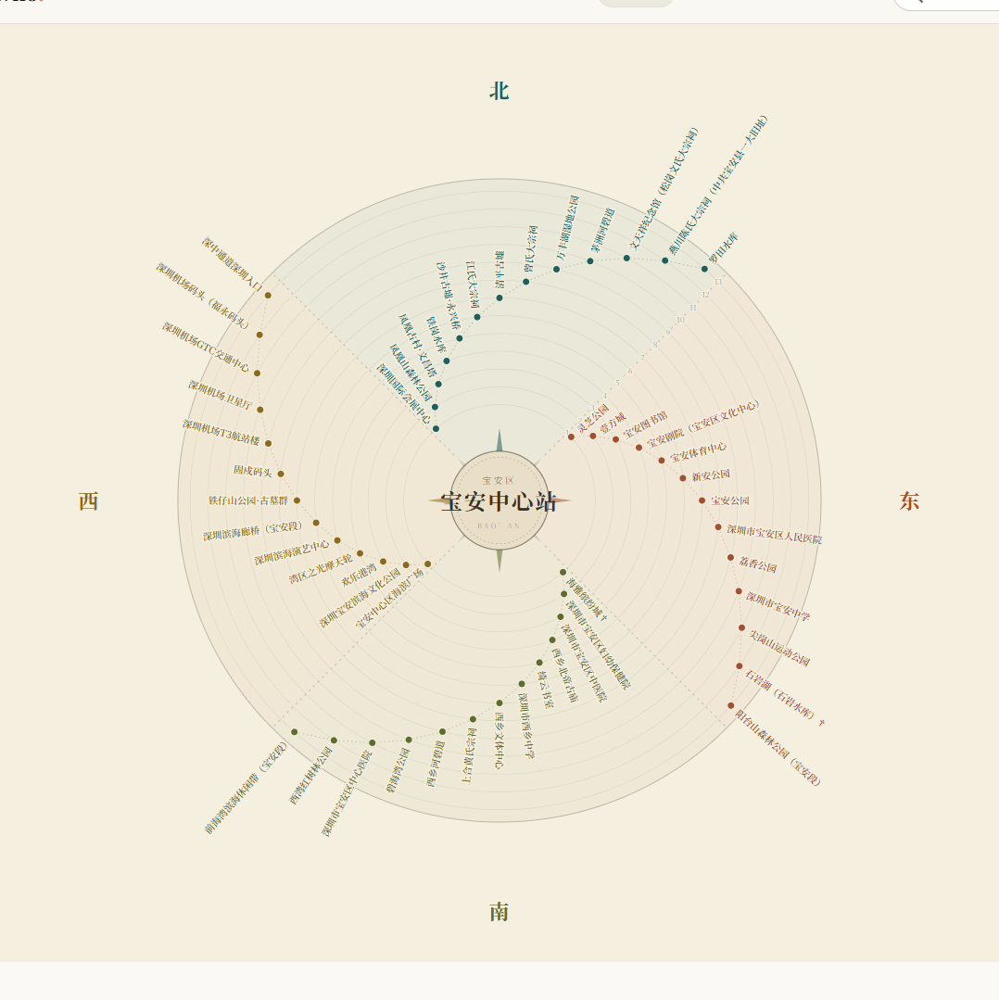 北
深圳国际会展中心
凤凰山森林公园
凤凰古村·文昌塔
铁岗水库
沙井古墟·永兴桥
江氏大宗祠
清平古墟
曾氏大宗祠
万丰湖湿地公园
茅洲河碧道
文天祥纪念馆（松岗文氏大宗祠）
燕川陈氏大宗祠（中共宝安县一大旧址）
罗田水库
13
12
11
10
9
8
7
6
5
4
3
东
灵芝公园
壹方城
宝安图书馆
宝安剧院（宝安区文化中心）
宝安体育中心
新安公园
宝安公园
深圳市宝安区人民医院
荔香公园
深圳市宝安中学
尖岗山运动公园
石岩湖（石岩水库）†
阳台山森林公园（宝安段）
宝安区
宝安中心站
BAO'AN
南
海雅缤纷城†
深圳市宝安区妇幼保健院
深圳市宝安区中医院
西乡北帝古庙
绮云书室
深圳市西乡中学
西乡文体中心
上合黄氏宗祠
西乡河碧道
碧海湾公园
深圳市宝安区中心医院
西湾红树林公园
前海湾滨海休闲带（宝安段）
西
宝安中心区海滨广场
深圳宝安滨海文化公园
欢乐港湾
湾区之光摩天轮
深圳滨海演艺中心
深圳滨海廊桥（宝安段）
铁仔山公园·古墓群
固戍码头
深圳机场T3航站楼
深圳机场卫星厅
深圳机场GTC交通中心
深圳机场码头（福永码头）
深中通道深圳入口